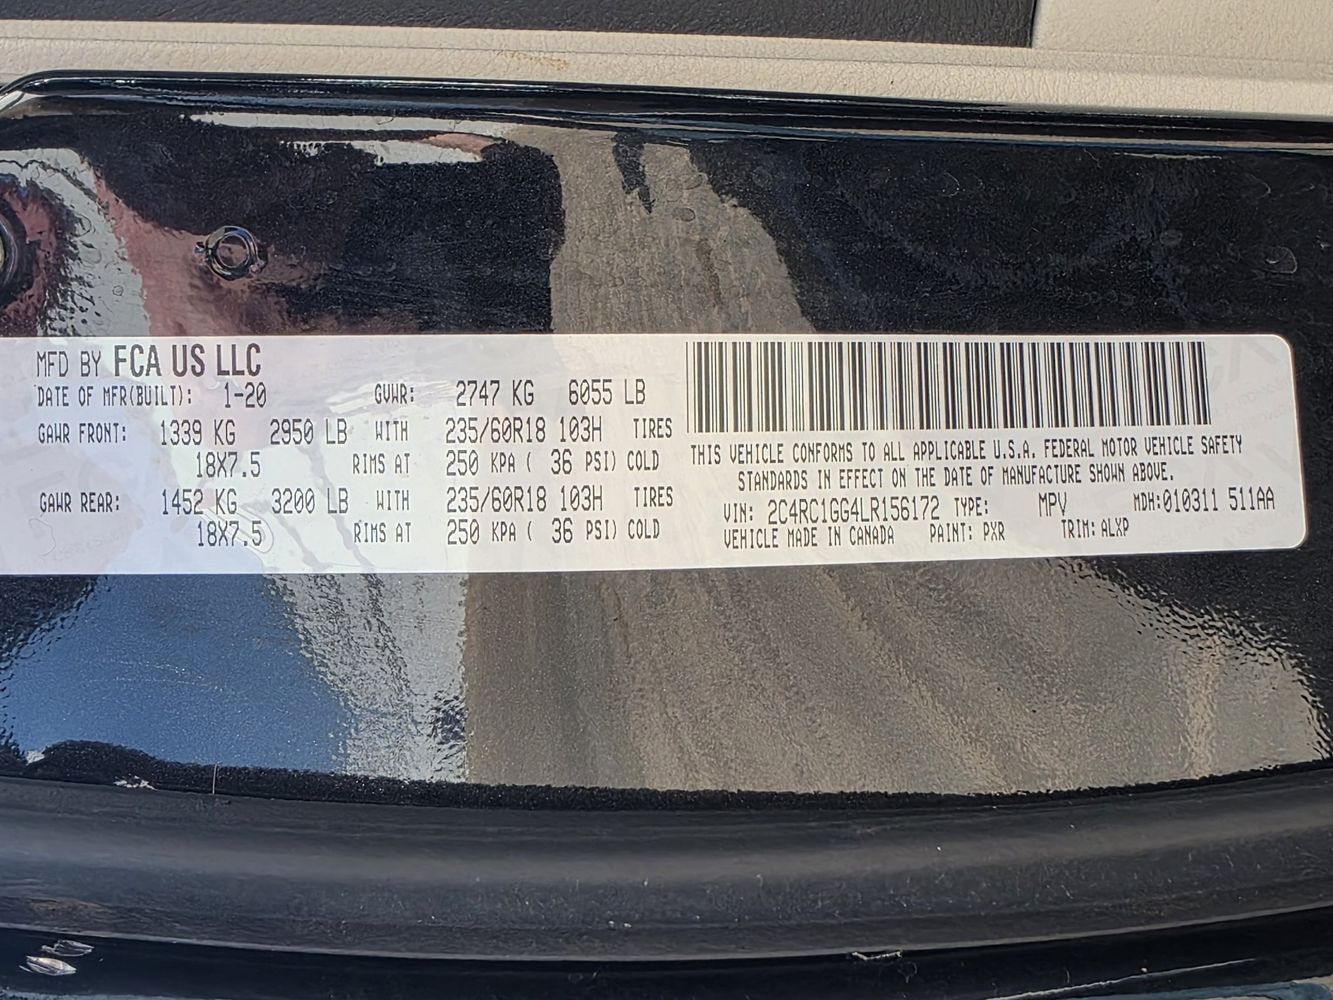 MFD BY FCA US LLC
DATE OF MFR(BUILT): 1-20 GVWR: 2747 KG 6055 LB
GAWR FRONT: 1339 KG 2950 LB WITH 235/60R18 103H TIRES
18X7.5 RIMS AT 250 KPA ( 36 PSI) COLD
GAWR REAR: 1452 KG 3200 LB WITH 235/60R18 103H TIRES
18X7.5 RIMS AT 250 KPA ( 36 PSI) COLD
THIS VEHICLE CONFORMS TO ALL APPLICABLE U.S.A. FEDERAL MOTOR VEHICLE SAFETY
STANDARDS IN EFFECT ON THE DATE OF MANUFACTURE SHOWN ABOVE.
VIN: 2C4RC1GG4LR156172 TYPE: MPV MDH:010311 511AA
VEHICLE MADE IN CANADA PAINT: PXR TRIM: ALXP